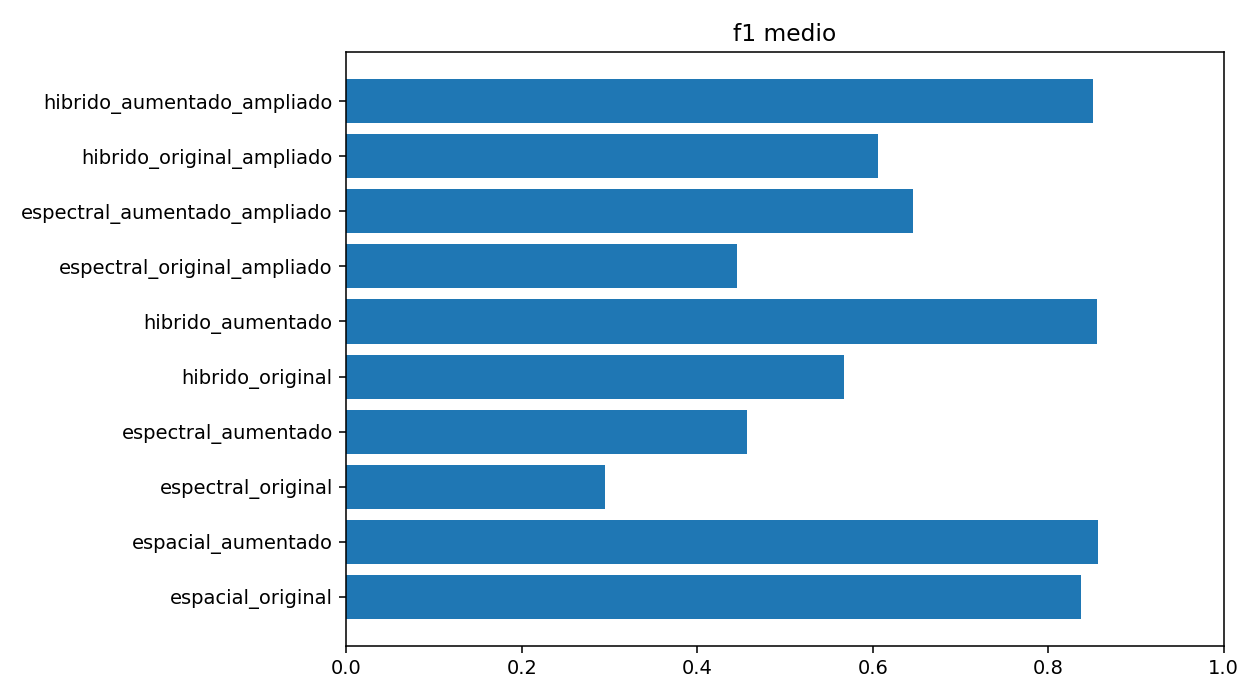 f1 medio
hibrido_aumentado_ampliado
hibrido_original_ampliado
espectral_aumentado_ampliado
espectral_original_ampliado
hibrido_aumentado
hibrido_original
espectral_aumentado
espectral_original
espacial_aumentado
espacial_original
0.0 0.2 0.4 0.6 0.8 1.0